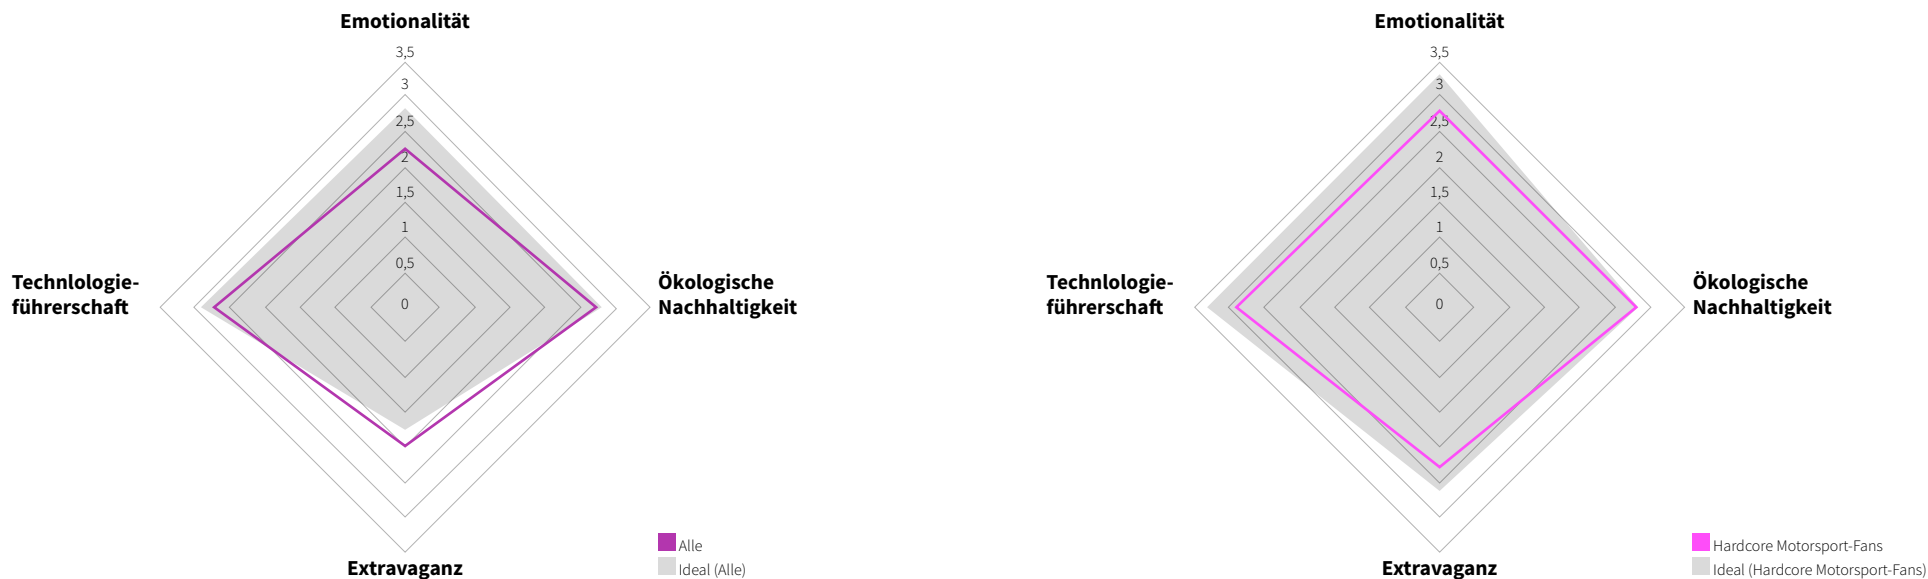 Emotionalität
3,5
3
2,5
2
1,5
1
0,5
0
Technlologie-
führerschaft
Ökologische
Nachhaltigkeit
Extravaganz
Alle
Ideal (Alle)
Emotionalität
3,5
3
2,5
2
1,5
1
0,5
0
Technlologie-
führerschaft
Ökologische
Nachhaltigkeit
Extravaganz
Hardcore Motorsport-Fans
Ideal (Hardcore Motorsport-Fans)